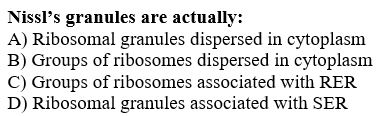 Nissl’s granules are actually:
A) Ribosomal granules dispersed in cytoplasm
B) Groups of ribosomes dispersed in cytoplasm
C) Groups of ribosomes associated with RER
D) Ribosomal granules associated with SER